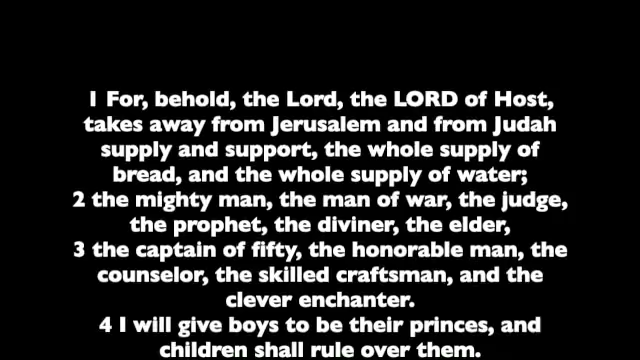 1 For, behold, the Lord, the LORD of Host,
takes away from Jerusalem and from Judah
supply and support, the whole supply of
bread, and the whole supply of water;
2 the mighty man, the man of war, the judge,
the prophet, the diviner, the elder,
3 the captain of fifty, the honorable man, the
counselor, the skilled craftsman, and the
clever enchanter.
4 I will give boys to be their princes, and
children shall rule over them.